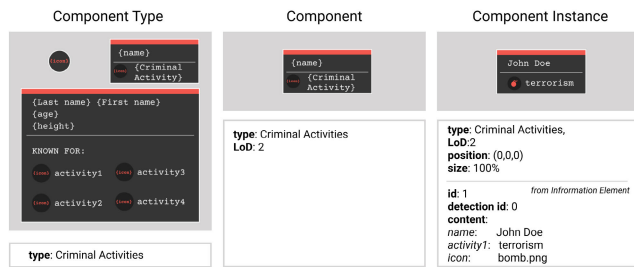 Component Type
{icon}
{name}
{icon} {Criminal
Activity}
{Last name} {First name}
{age}
{height}
KNOWN FOR:
{icon} activity1 {icon} activity3
{icon} activity2 {icon} activity4
type: Criminal Activities
Component
{name}
{icon} {Criminal
Activity}
type: Criminal Activities
LoD: 2
Component Instance
John Doe
terrorism
type: Criminal Activities,
LoD:2
position: (0,0,0)
size: 100%
id: 1 from Intormation Element
detection id: 0
content:
name: John Doe
activity1: terrorism
icon: bomb.png